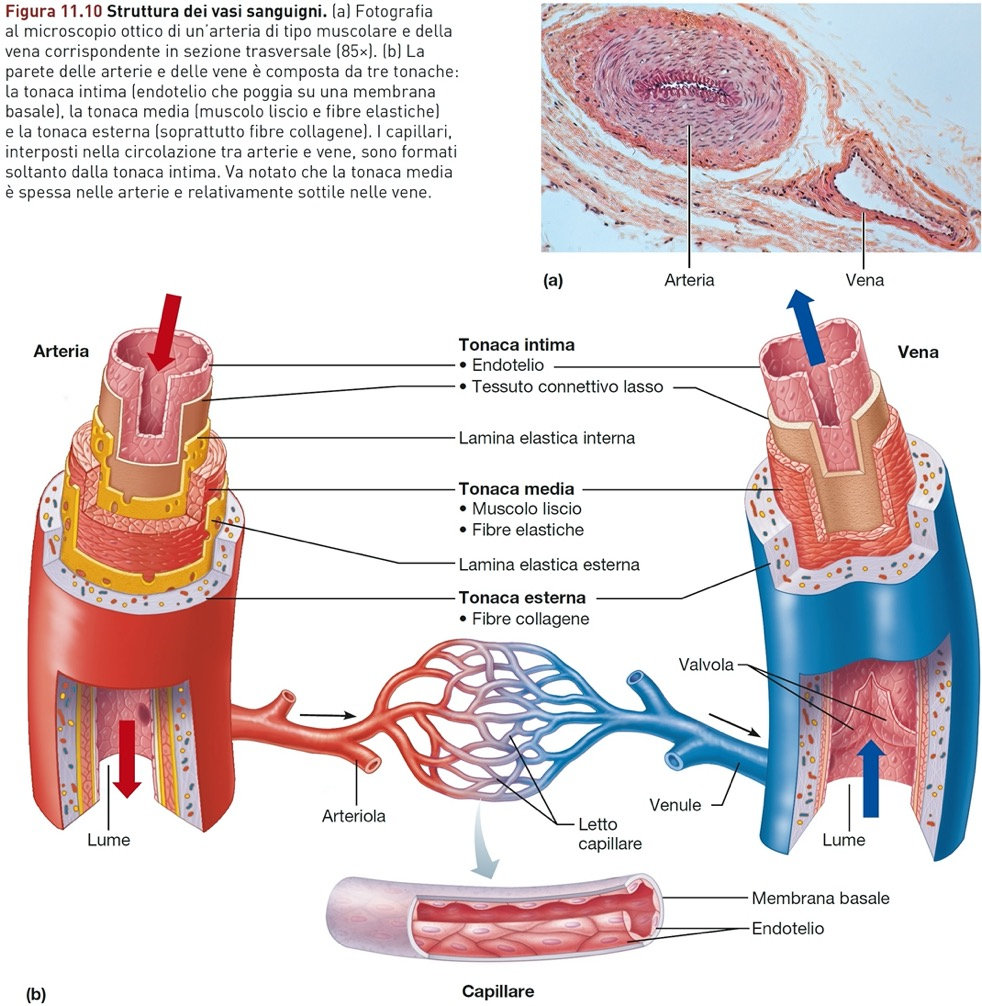 Figura 11.10 Struttura dei vasi sanguigni. (a) Fotografia
al microscopio ottico di un'arteria di tipo muscolare e della
vena corrispondente in sezione trasversale (85×). (b) La
parete delle arterie e delle vene è composta da tre tonache:
la tonaca intima (endotelio che poggia su una membrana
basale), la tonaca media (muscolo liscio e fibre elastiche)
e la tonaca esterna (soprattutto fibre collagene). I capillari,
interposti nella circolazione tra arterie e vene, sono formati
soltanto dalla tonaca intima. Va notato che la tonaca media
è spessa nelle arterie e relativamente sottile nelle vene.
(a)
Arteria
Vena
Arteria
Vena
Tonaca intima
• Endotelio
• Tessuto connettivo lasso
Lamina elastica interna
Tonaca media
• Muscolo liscio
• Fibre elastiche
Lamina elastica esterna
Tonaca esterna
• Fibre collagene
Valvola
Arteriola
Venule
Lume
Letto
capillare
Lume
Membrana basale
Endotelio
Capillare
(b)